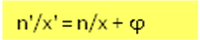 n'/x' = n/x + φ